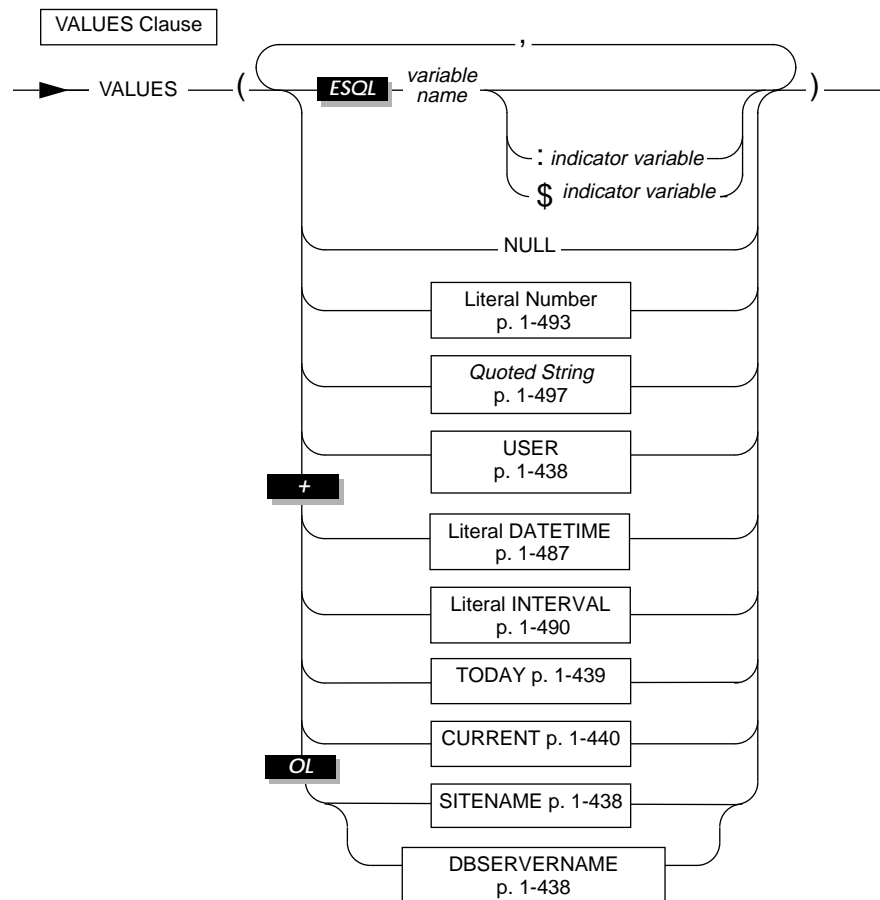 VALUES Clause
,
VALUES ( ESQL variable name )
: indicator variable
$ indicator variable
NULL
Literal Number
p. 1-493
Quoted String
p. 1-497
USER
p. 1-438
+
Literal DATETIME
p. 1-487
Literal INTERVAL
p. 1-490
TODAY p. 1-439
CURRENT p. 1-440
OL
SITENAME p. 1-438
DBSERVERNAME
p. 1-438